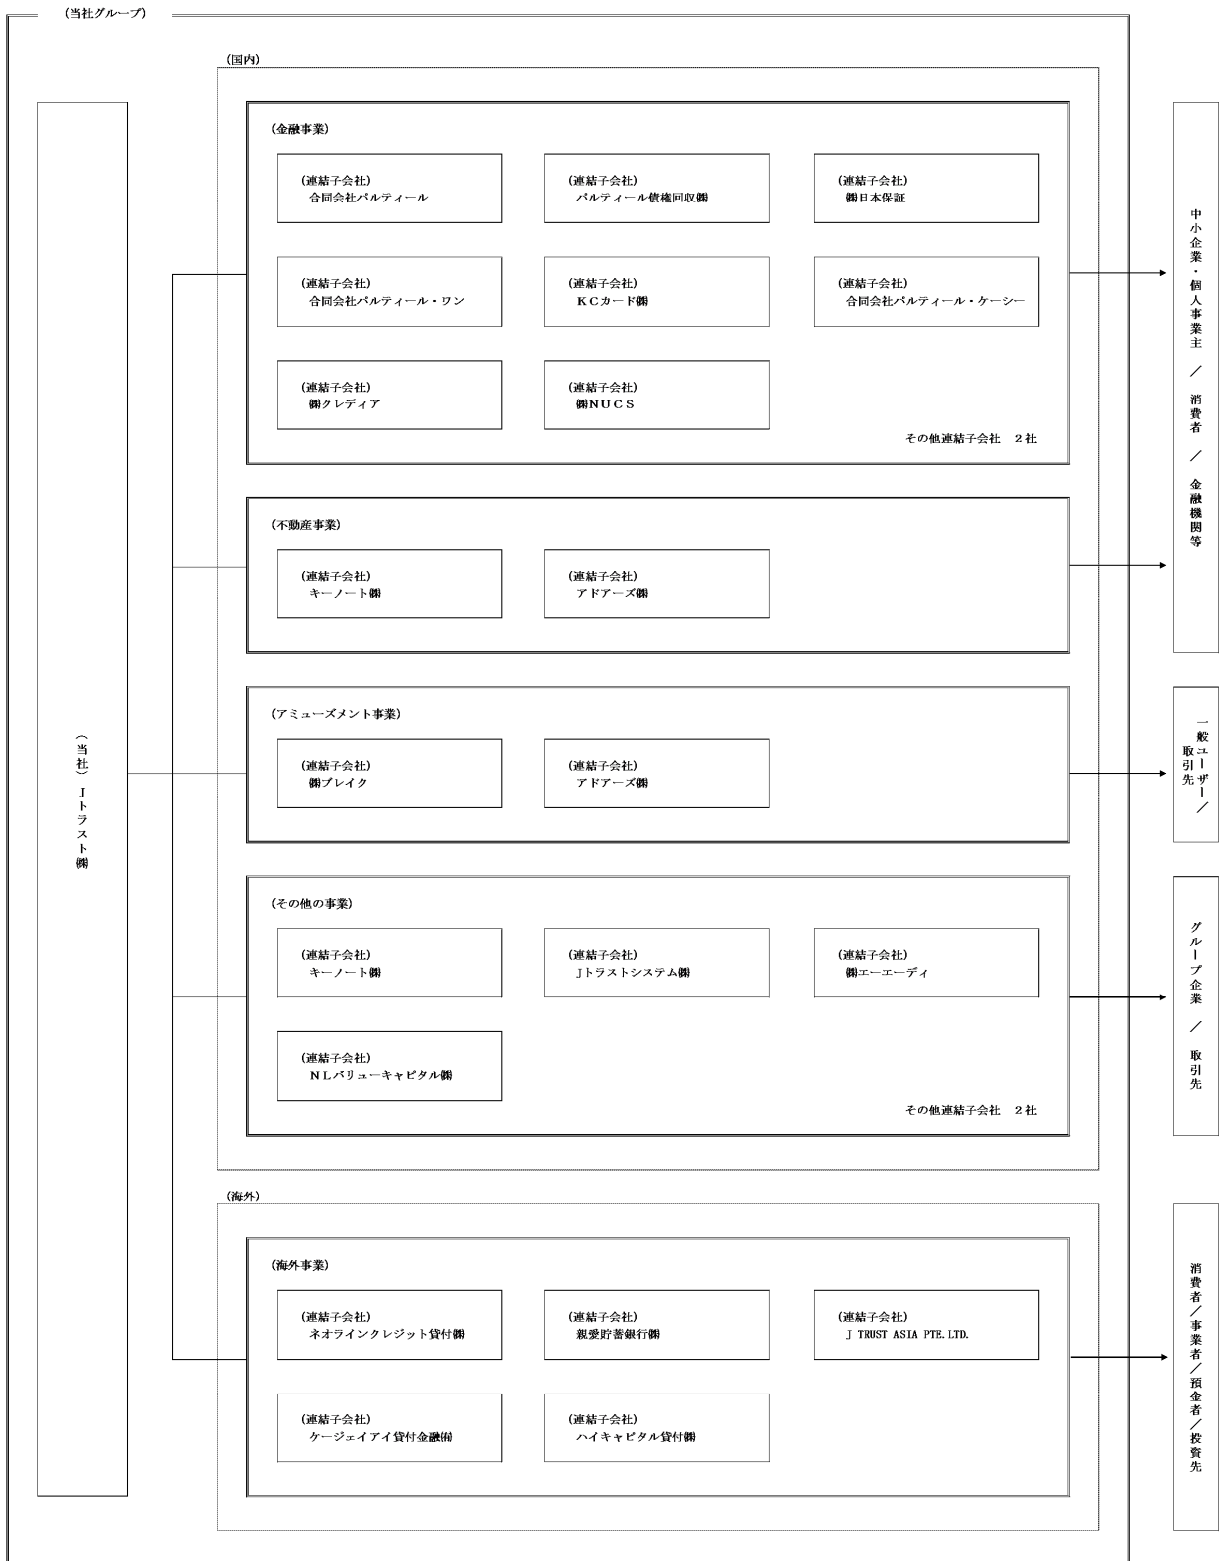 (当社グループ)
(国内)
(当社) Jトラスト㈱
(金融事業)
(連結子会社)
合同会社パルティール
(連結子会社)
パルティール債権回収㈱
(連結子会社)
㈱日本保証
(連結子会社)
合同会社パルティール・ワン
(連結子会社)
KCカード㈱
(連結子会社)
合同会社パルティール・ケーシー
(連結子会社)
㈱クレディア
(連結子会社)
㈱NUCS
その他連結子会社 2社
(不動産事業)
(連結子会社)
キーノート㈱
(連結子会社)
アドアーズ㈱
中小企業・個人事業主 / 消費者 / 金融機関等
(アミューズメント事業)
(連結子会社)
㈱ブレイク
(連結子会社)
アドアーズ㈱
一般ユーザー/
取引先
(その他の事業)
(連結子会社)
キーノート㈱
(連結子会社)
Jトラストシステム㈱
(連結子会社)
㈱エーエーディ
(連結子会社)
NLバリューキャピタル㈱
その他連結子会社 2社
グループ企業 / 取引先
(海外)
(海外事業)
(連結子会社)
ネオラインクレジット貸付㈱
(連結子会社)
親愛貯蓄銀行㈱
(連結子会社)
J TRUST ASIA PTE.LTD.
(連結子会社)
ケージェイアイ貸付金融㈲
(連結子会社)
ハイキャピタル貸付㈱
消費者/事業者/預金者/投資先